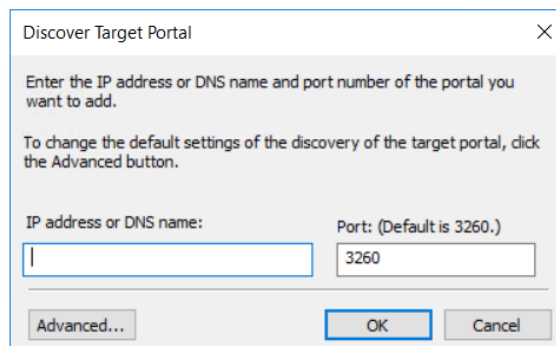 Discover Target Portal
Enter the IP address or DNS name and port number of the portal you
want to add.
To change the default settings of the discovery of the target portal, click
the Advanced button.
IP address or DNS name:
Port: (Default is 3260.)
3260
Advanced...
OK
Cancel